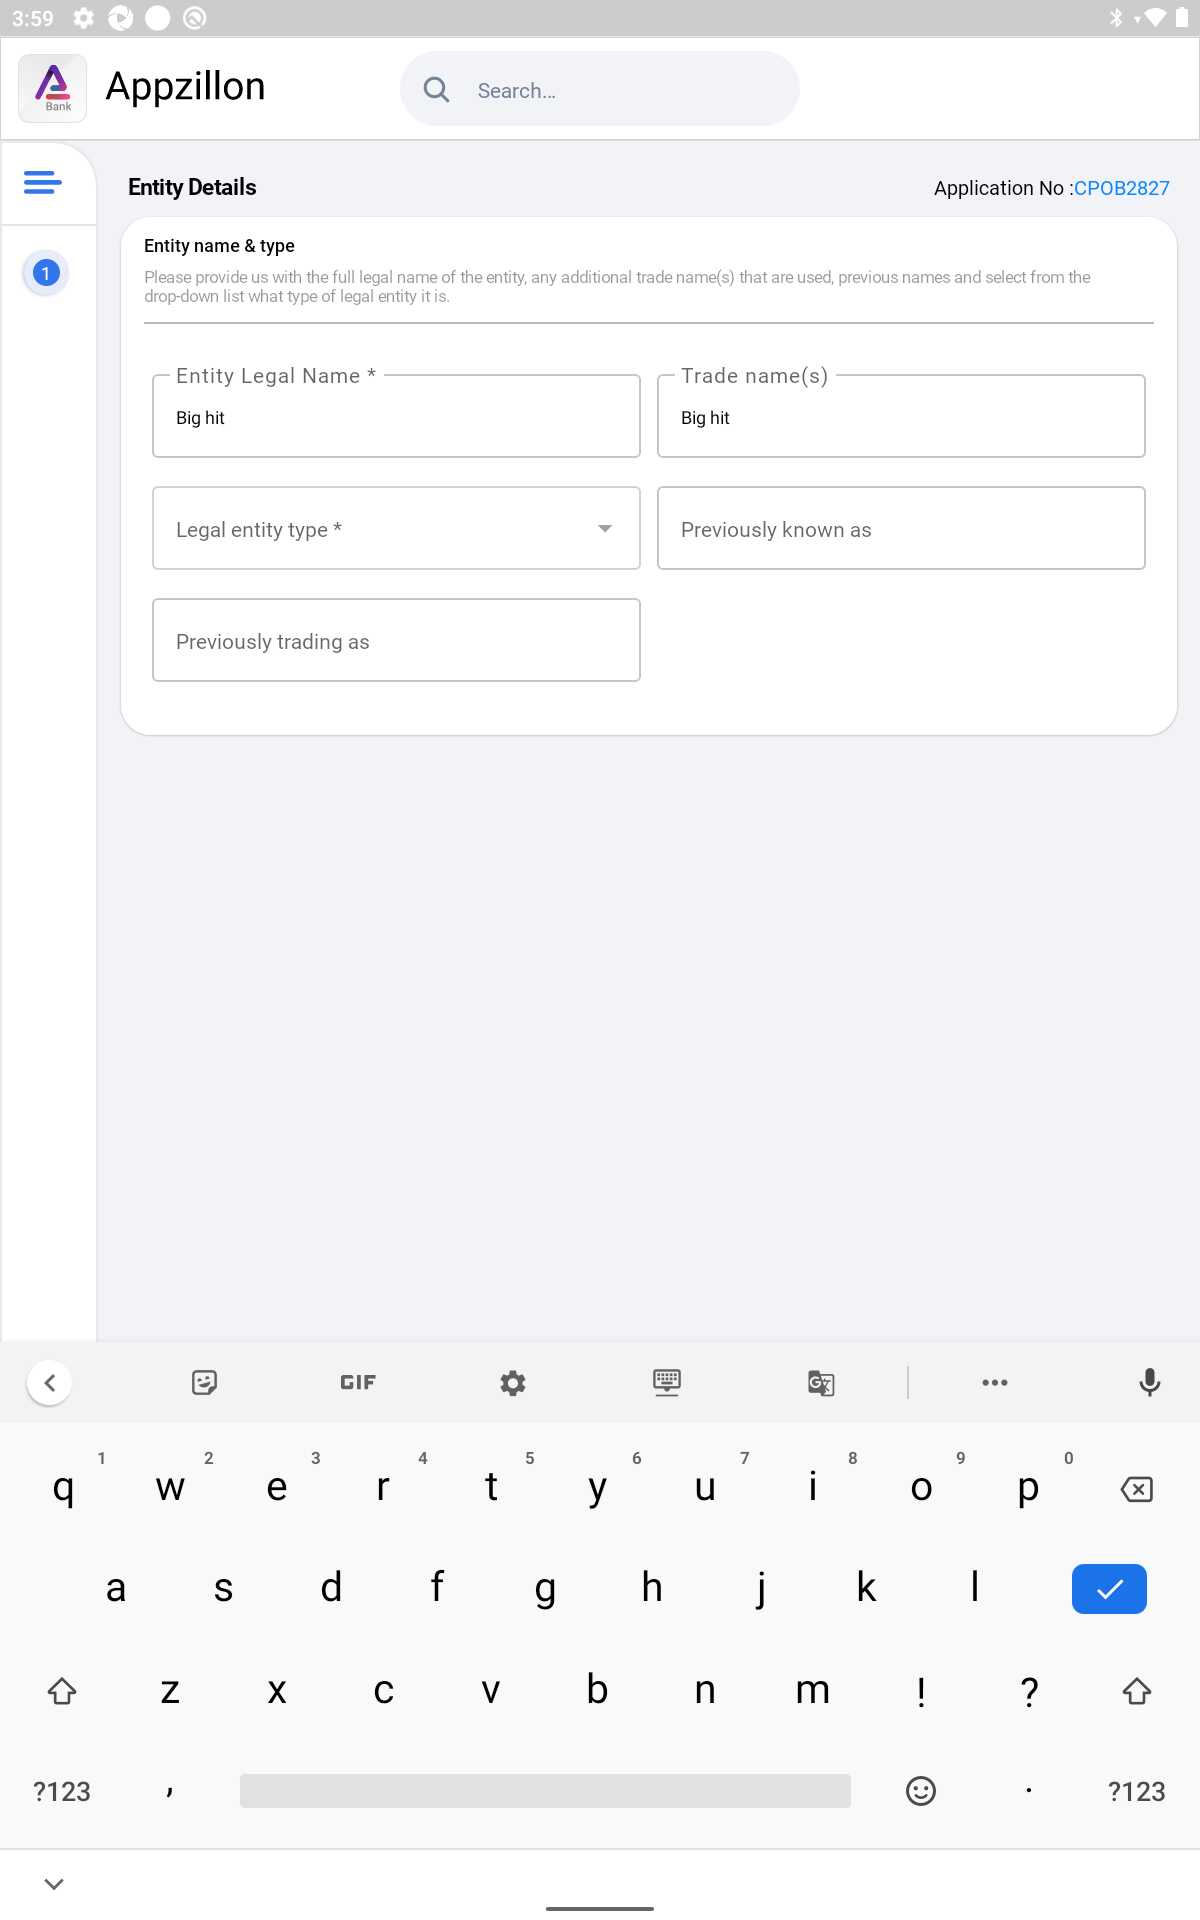 3:59
Bank
Appzillon
Search...
Entity Details
Application No :CPOB2827
1
Entity name & type
Please provide us with the full legal name of the entity, any additional trade name(s) that are used, previous names and select from the
drop-down list what type of legal entity it is.
Entity Legal Name *
Trade name(s)
Big hit
Big hit
Legal entity type *
Previously known as
Previously trading as
GIF
1 2 3 4 5 6 7 8 9 0
q w e r t y u i o p
a s d f g h j k l
z x c v b n m ! ?
?123 , . ?123